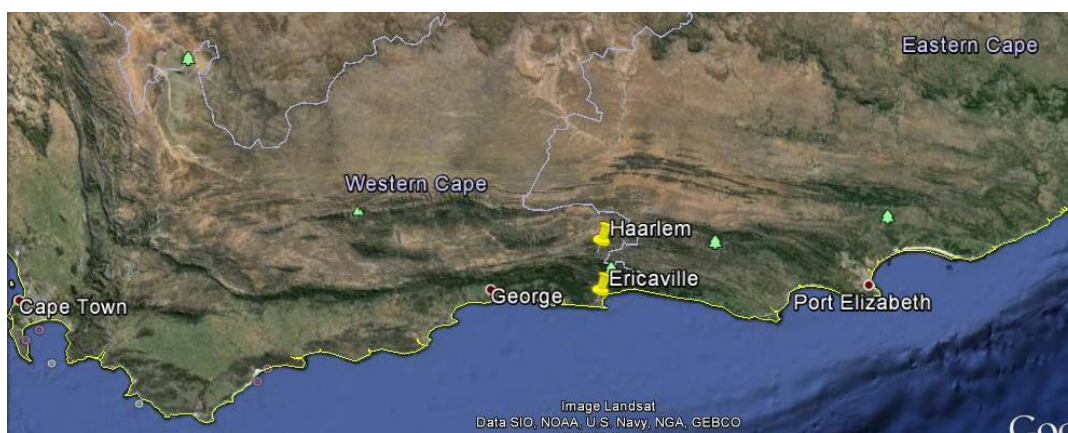 Eastern Cape
Western Cape
Haarlem
Ericaville
George
Port Elizabeth
Cape Town
Image Landsat
Data SIO, NOAA, U.S. Navy, NGA, GEBCO